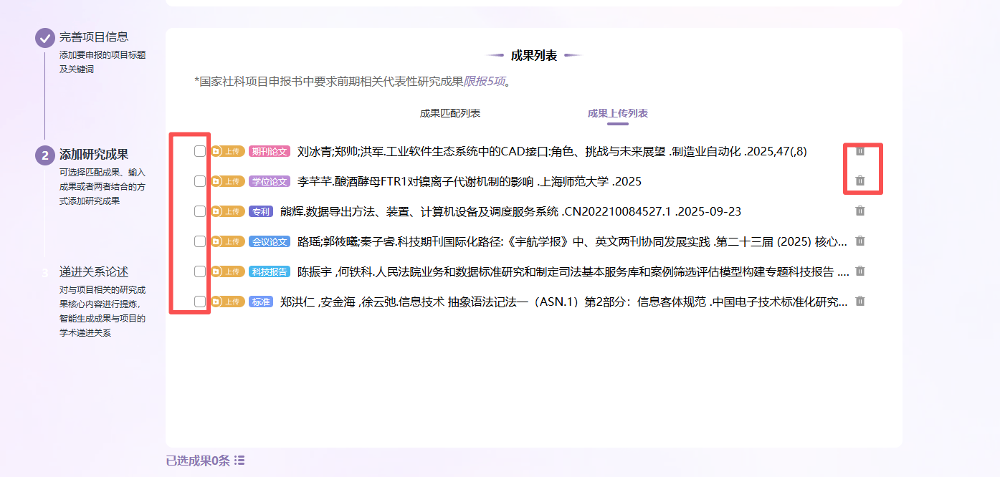 完善项目信息
添加要申报的项目标题
及关键词
2
添加研究成果
可选择匹配成果、输入
成果或者两者结合的方
式添加研究成果
3
递进关系论述
对与项目相关的研究成
果核心内容进行提炼，
智能生成成果与项目的
学术递进关系
成果列表
*国家社科项目申报书中要求前期相关代表性研究成果限报5项。
成果匹配列表
成果上传列表
上传 期刊论文 刘冰青;郑帅;洪军.工业软件生态系统中的CAD接口:角色、挑战与未来展望 .制造业自动化 .2025,47(,8)
上传 学位论文 李芊芊.酿酒酵母FTR1对镍离子代谢机制的影响 .上海师范大学 .2025
上传 专利 能辉.数据导出方法、装置、计算机设备及调度服务系统 .CN202210084527.1 .2025-09-23
上传 会议论文 路瑶;郭筱曦;秦子睿.科技期刊国际化路径:《宇航学报》中、英文两刊协同发展实践 .第二十三届 (2025) 核心...
上传 科技报告 陈振宇 ,何铁科.人民法院业务和数据标准研究和制定司法基本服务库和案例筛选评估模型构建专题科技报告 ....
上传 标准 郑洪仁 ,安金海 ,徐云弛.信息技术 抽象语法记法一（ASN.1）第2部分：信息客体规范 .中国电子技术标准化研究...
已选成果0条